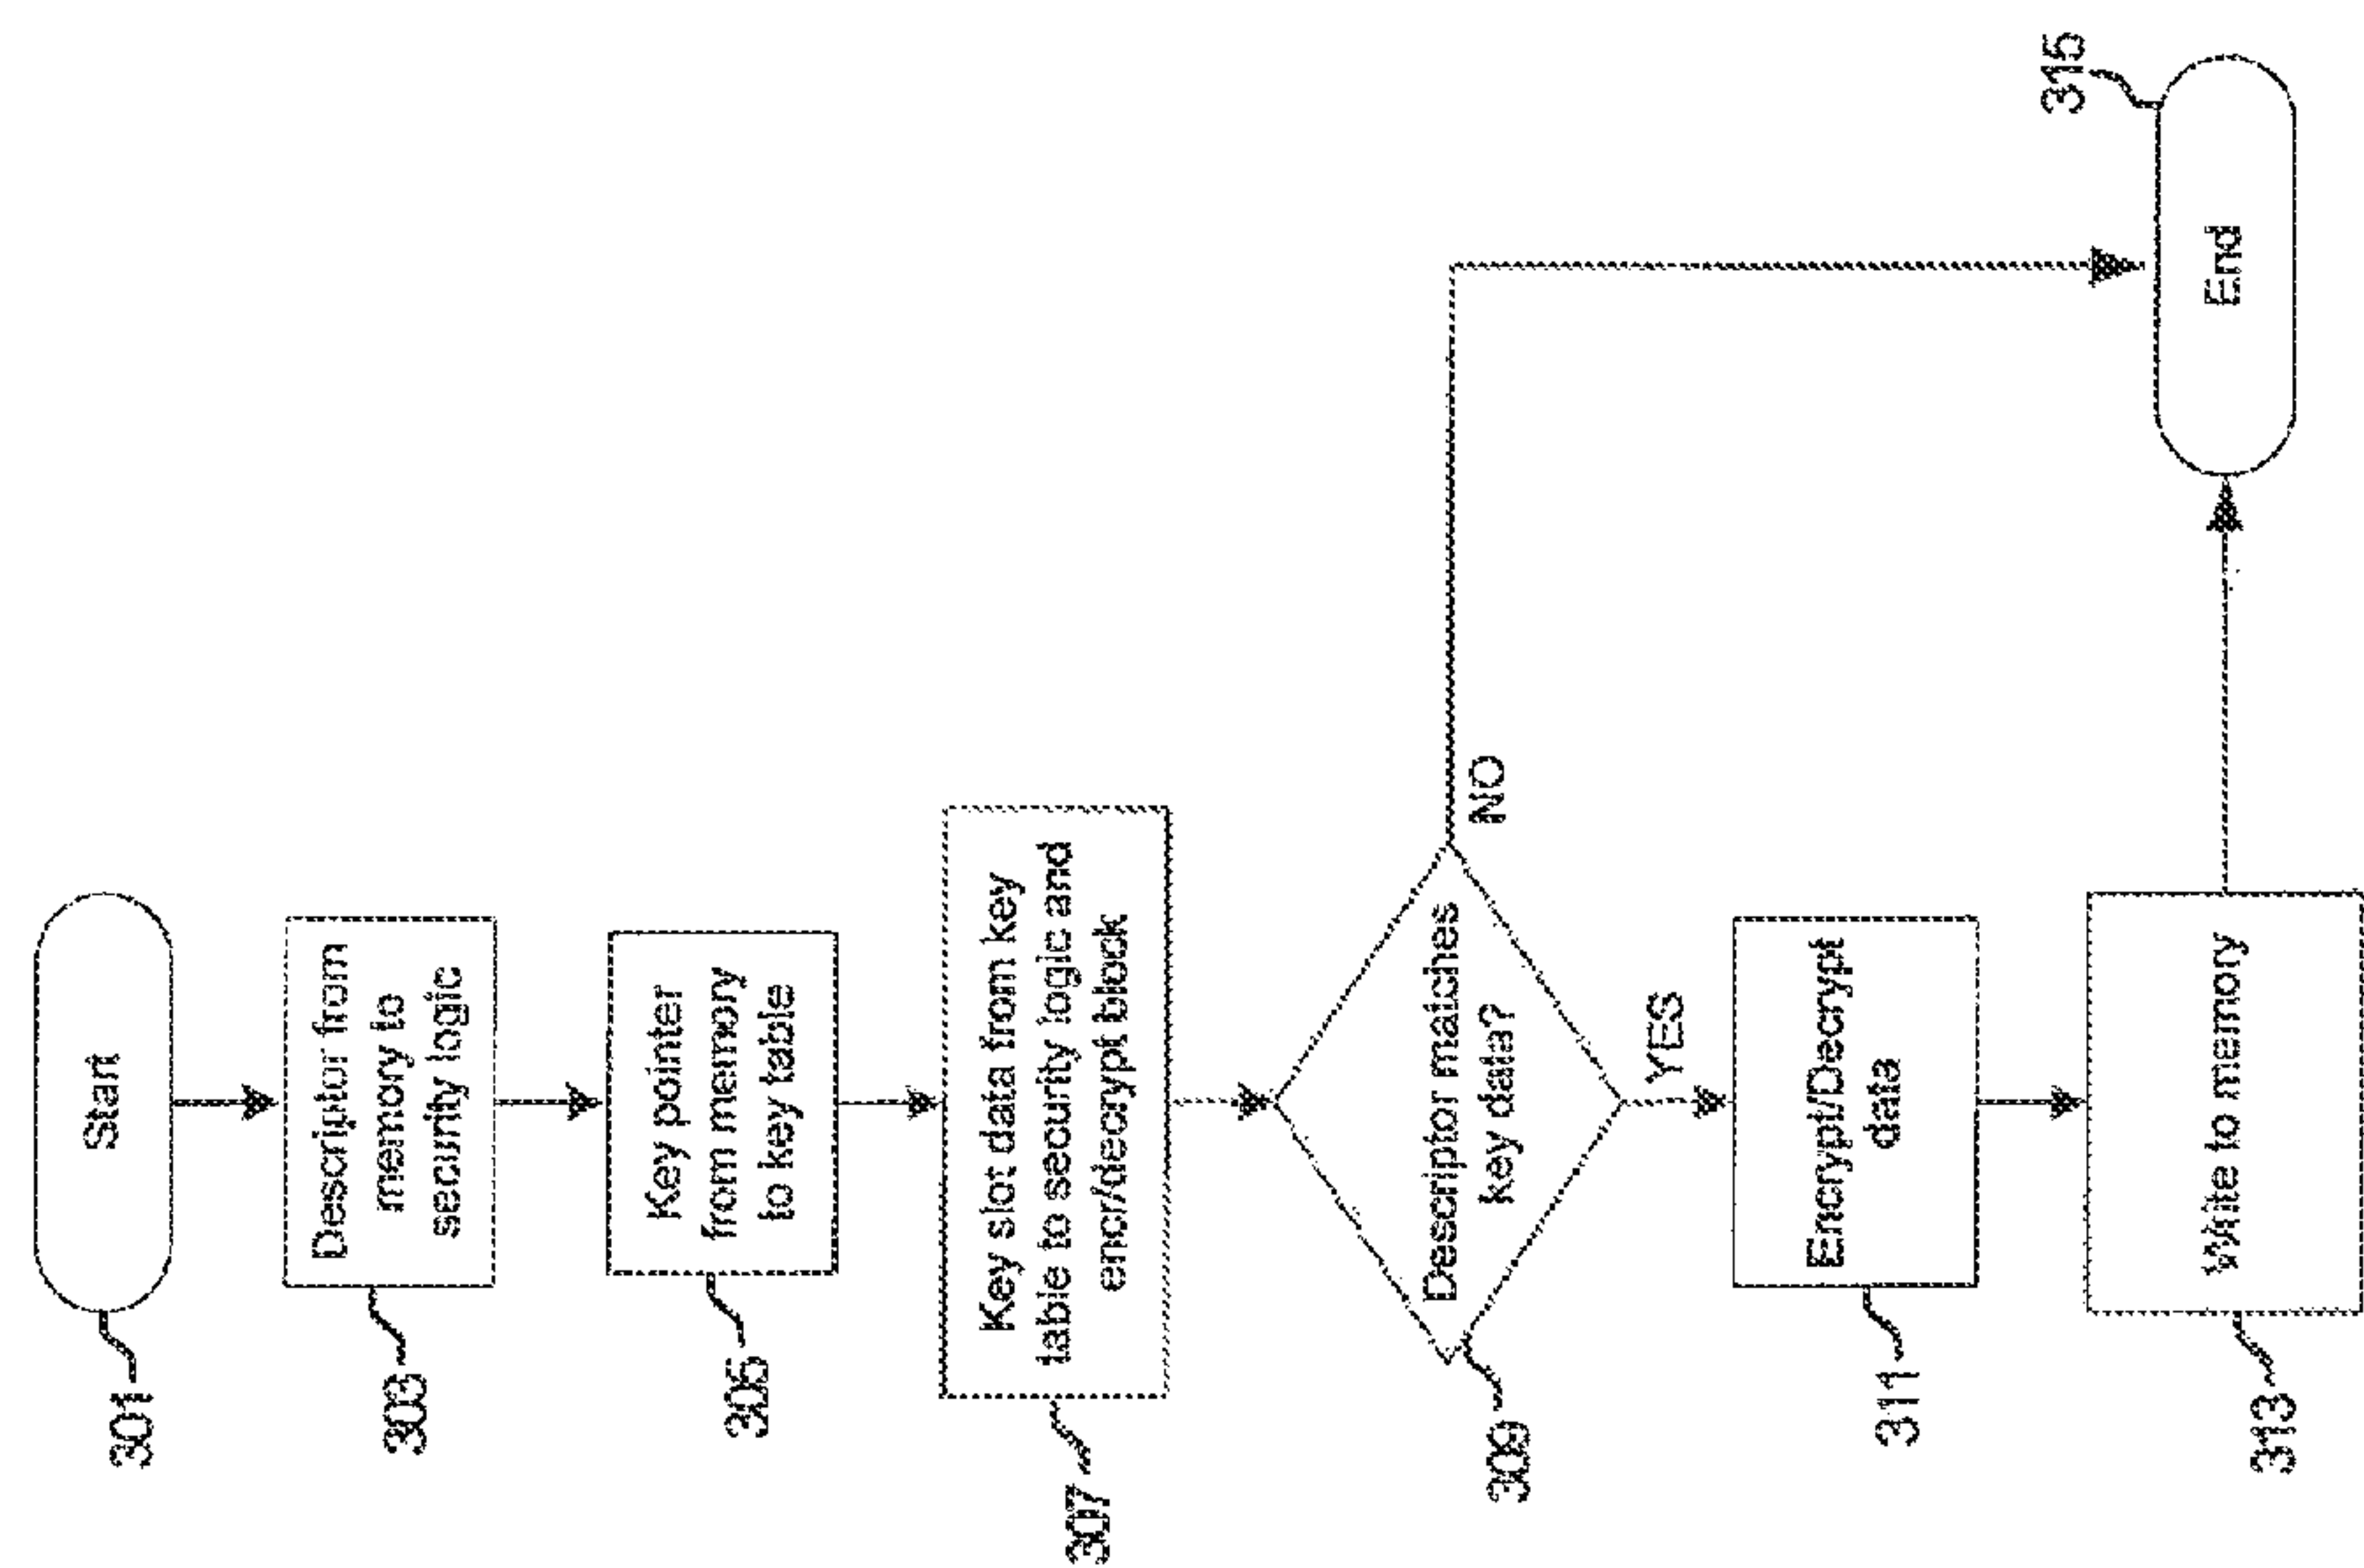 301
Start
303
Descriptor from
memory to
security logic
305
Key pointer
from memory
to key table
307
Key slot data from key
table to security logic and
encr/decrypt block
309
Descriptor matches
key data?
NO
YES
311
Encrypt/Decrypt
data
313
Write to memory
315
End